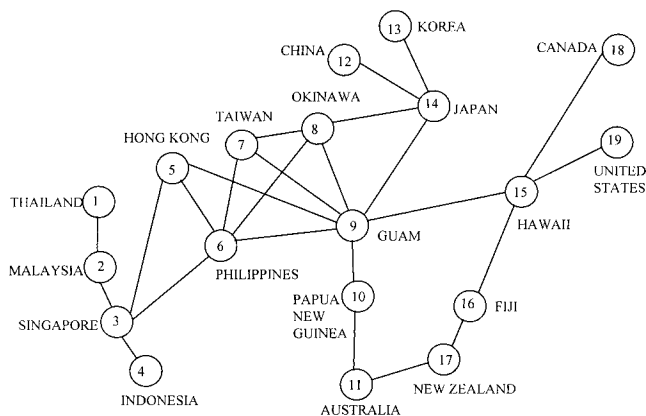 13 KOREA
CHINA
12
CANADA 18
OKINAWA
14 JAPAN
TAIWAN
8
HONG KONG
7
19
UNITED
STATES
5
15
HAWAII
THAILAND 1
9 GUAM
6
PHILIPPINES
MALAYSIA 2
10 PAPUA
NEW
GUINEA
16 FIJI
SINGAPORE 3
17
NEW ZEALAND
4
INDONESIA
11
AUSTRALIA